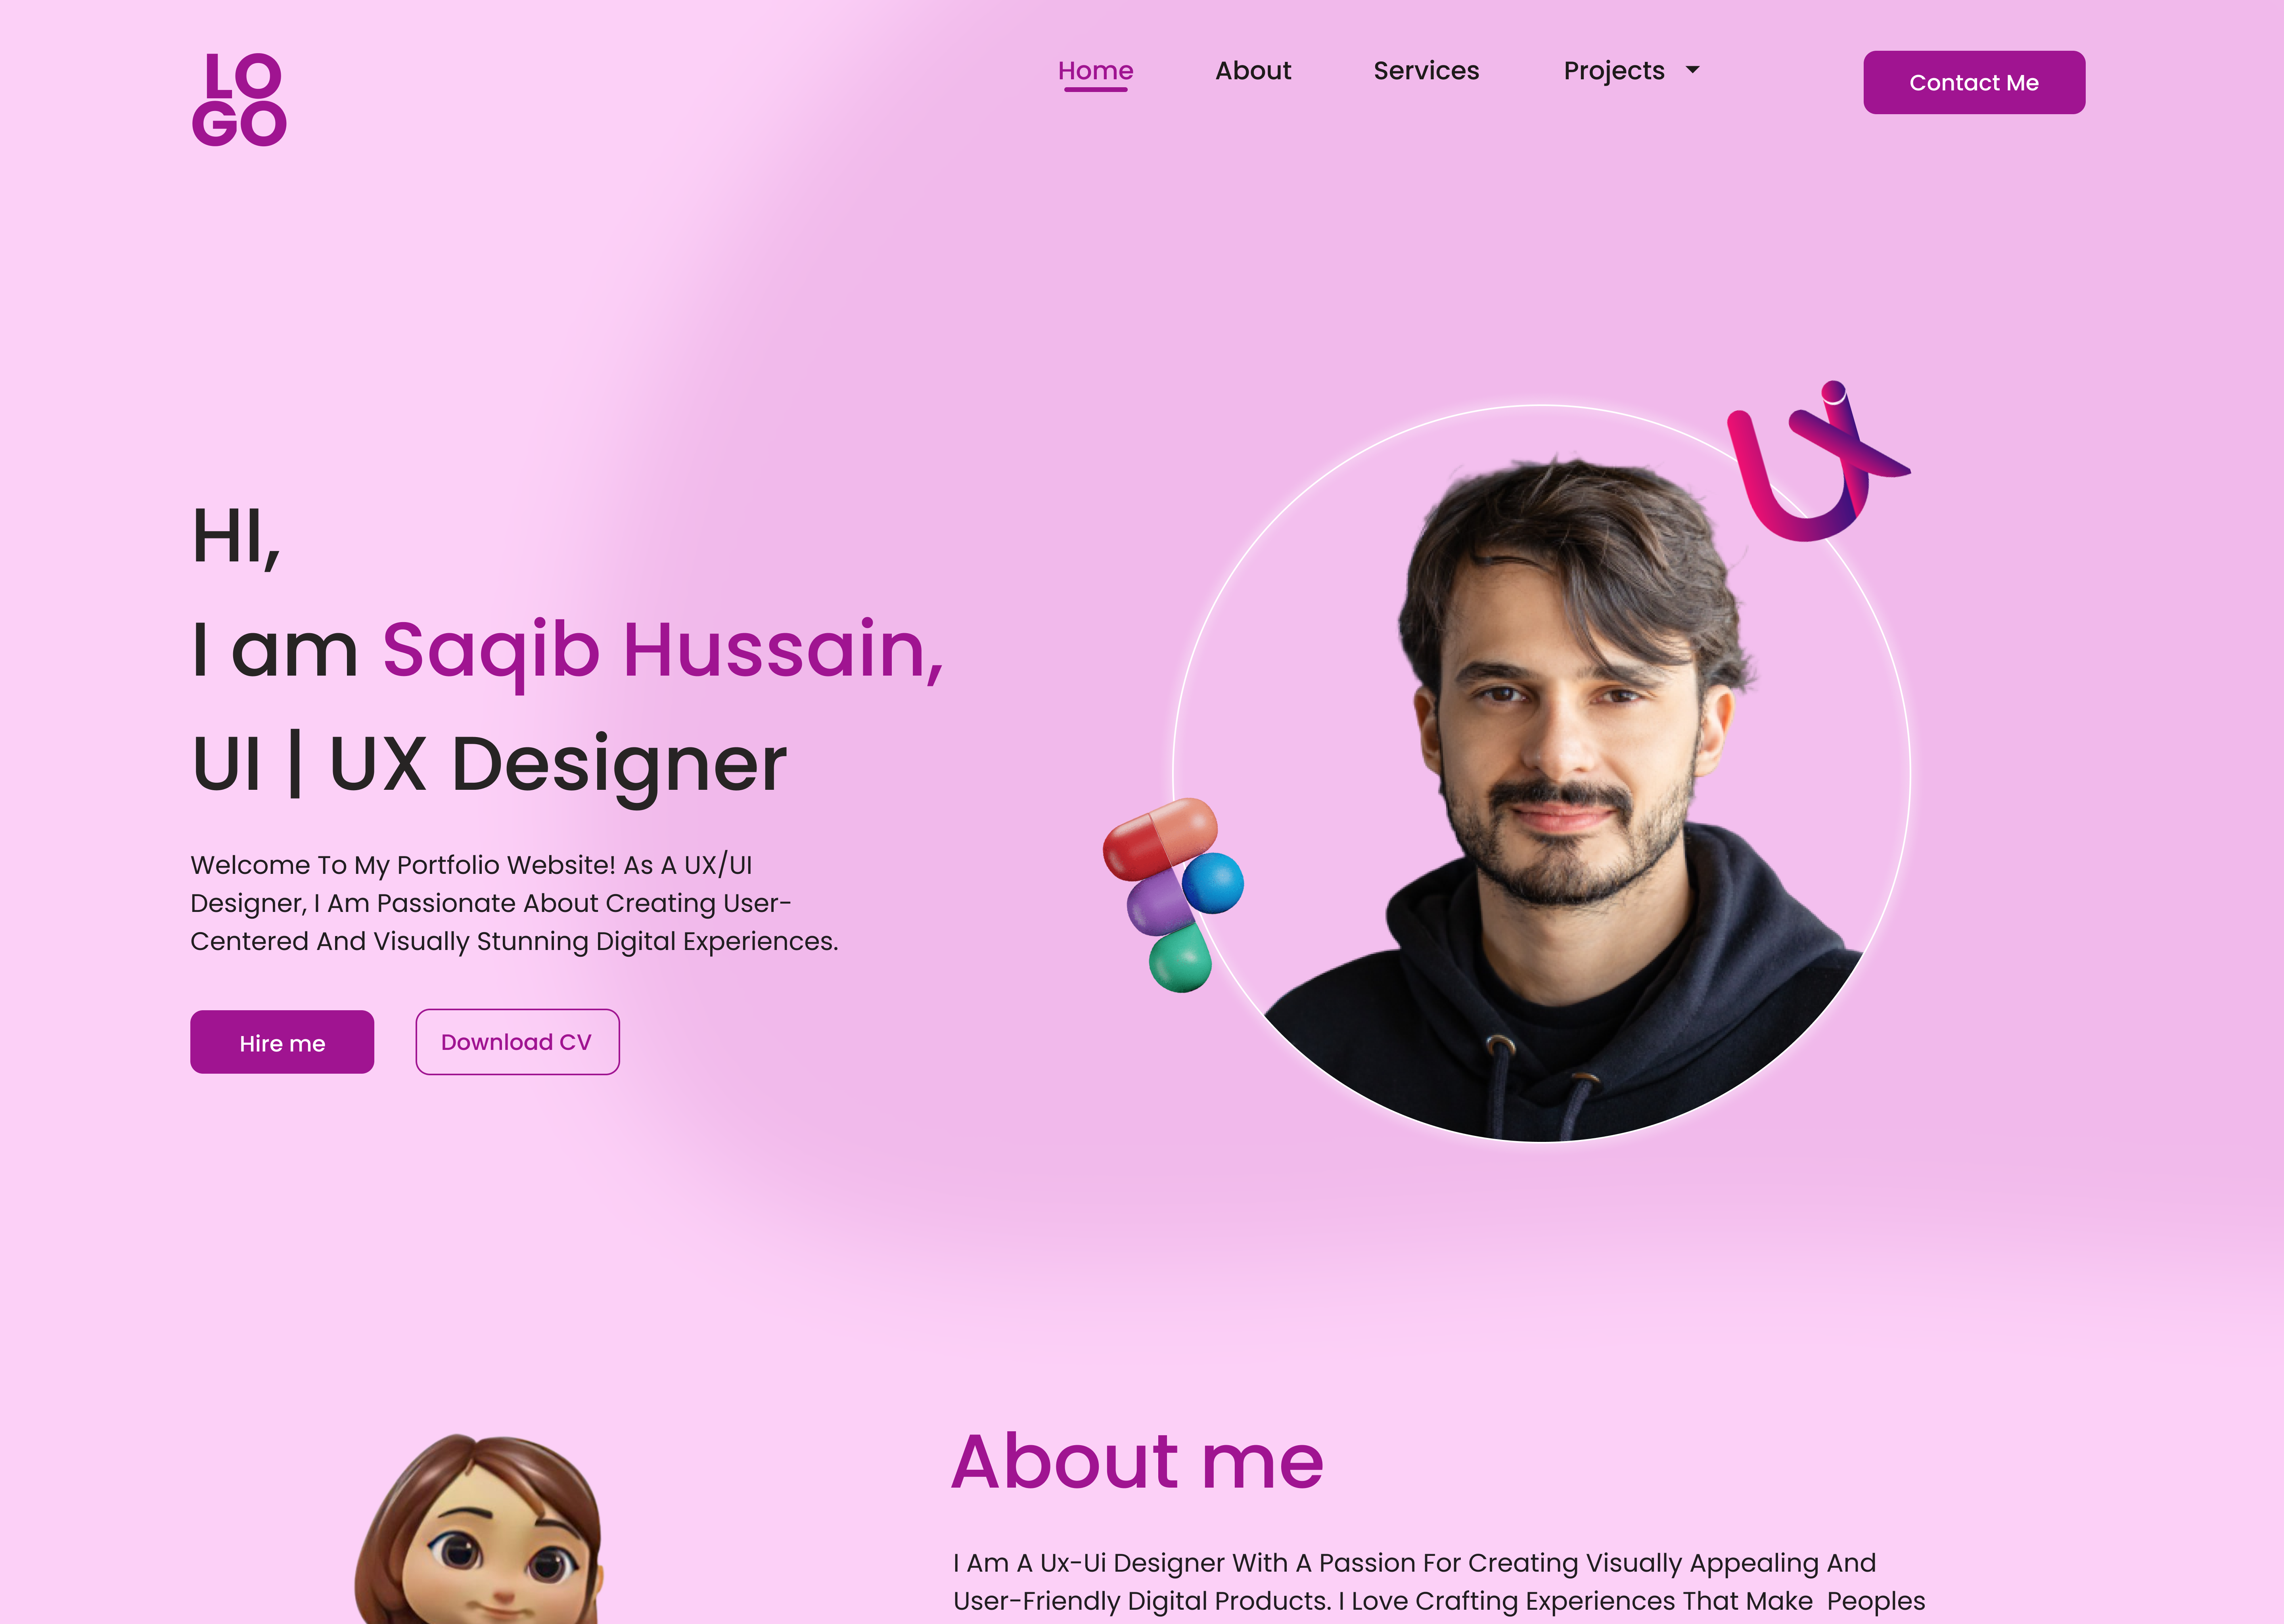 LO
GO
Home
About
Services
Projects
Contact Me
UX
HI,
I am Saqib Hussain,
UI | UX Designer
Welcome To My Portfolio Website! As A UX/UI
Designer, I Am Passionate About Creating User-
Centered And Visually Stunning Digital Experiences.
Hire me
Download CV
About me
I Am A Ux-Ui Designer With A Passion For Creating Visually Appealing And
User-Friendly Digital Products. I Love Crafting Experiences That Make  Peoples